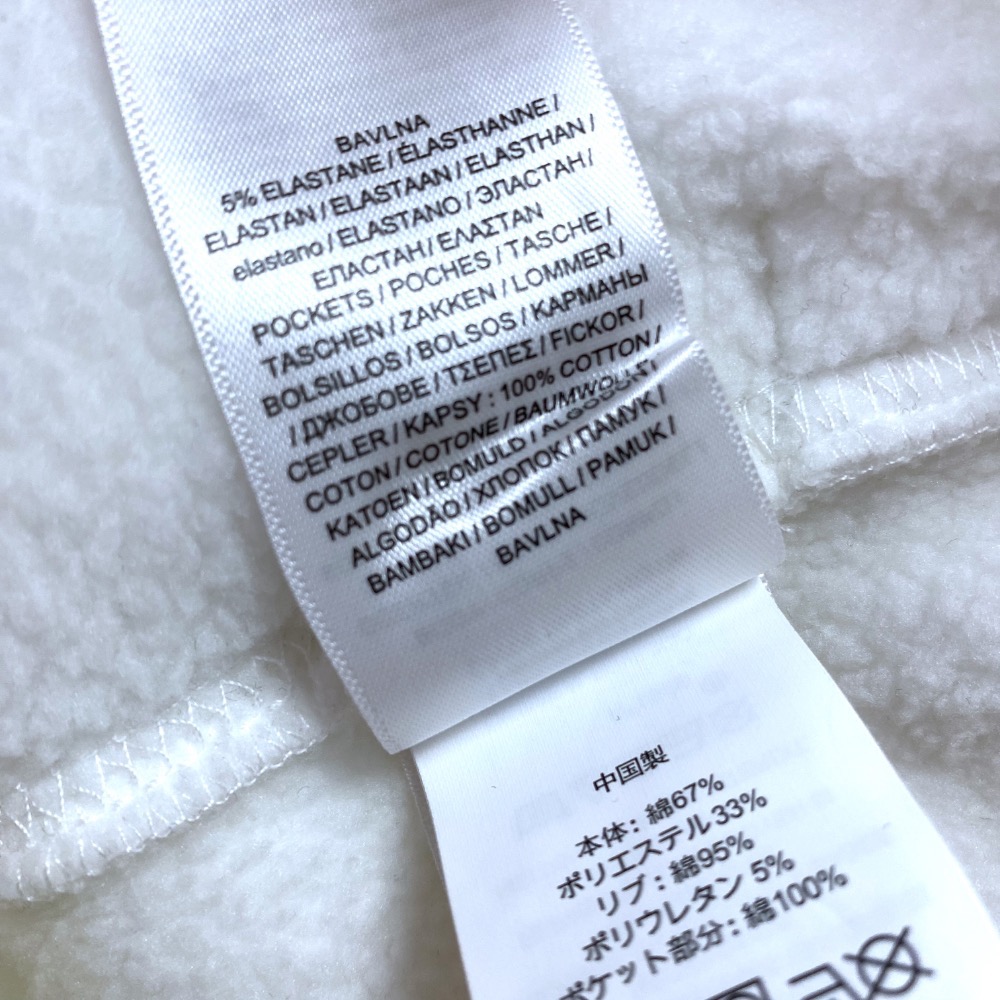 BAVLNA
5% ELASTANE / ÉLASTHANNE /
ELASTAN / ELASTAAN / ELASTHAN /
elastano / ELASTANO / ЭЛАСТАН /
ЕЛАСТАН / ΕΛΑΣΤΑΝ
POCKETS / POCHES / TASCHE /
TASCHEN / ZAKKEN / LOMMER /
BOLSILLOS / BOLSOS / КАРМАНЫ
/ ДЖОБОВЕ / ΤΣΕΠΕΣ / FICKOR /
CEPLER / KAPSY : 100% COTTON /
COTON / COTONE / BAUMWOLLE /
KATOEN / BOMULD / ALGODÓN /
ALGODÃO / ХЛОПОК / ПАМУК /
BAMBAKI / BOMULL / PAMUK /
BAVLNA
中国製
本体: 綿67%
ポリエステル33%
リブ : 綿95%
ポリウレタン 5%
ポケット部分: 綿100%